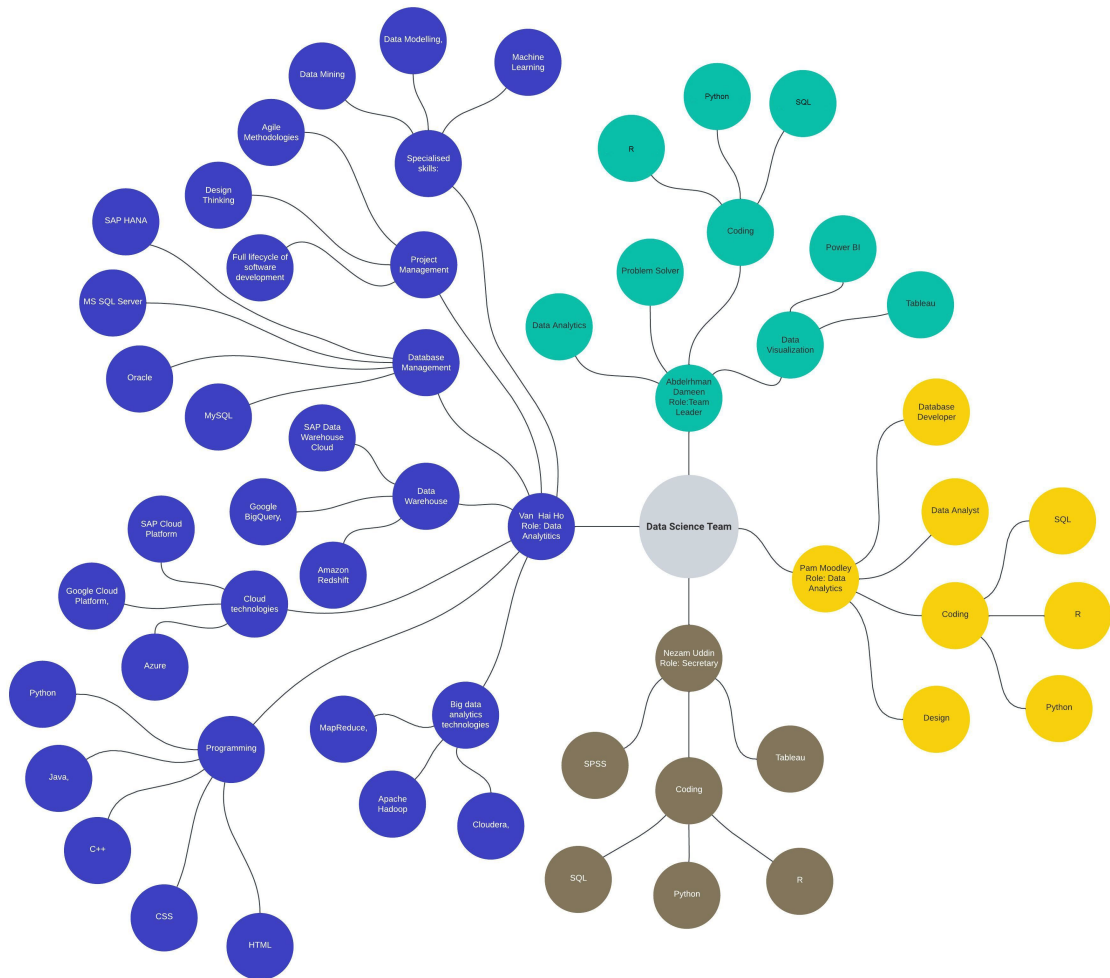 Data Modelling,
Machine
Learning
Data Mining
Agile
Methodologies
Specialised
skills:
Design
Thinking
SAP HANA
Full lifecycle of
software
development
Project
Management
MS SQL Server
Database
Management
Oracle
MySQL
SAP Data
Warehouse
Cloud
Data
Warehouse
Google
BigQuery,
Amazon
Redshift
Van  Hai Ho
Role: Data
Analytitics
SAP Cloud
Platform
Google Cloud
Platform,
Cloud
technologies
Azure
Python
Programming
Java,
C++
CSS
HTML
Big data
analytics
technologies
MapReduce,
Apache
Hadoop
Cloudera,
Python
SQL
R
Coding
Problem Solver
Power BI
Data Analytics
Tableau
Data
Visualization
Abdelrhman
Dameen
Role:Team
Leader
Data Science Team
Database
Developer
Data Analyst
SQL
Pam Moodley
Role: Data
Analytics
Coding
R
Python
Design
Nezam Uddin
Role: Secretary
SPSS
Coding
Tableau
SQL
Python
R